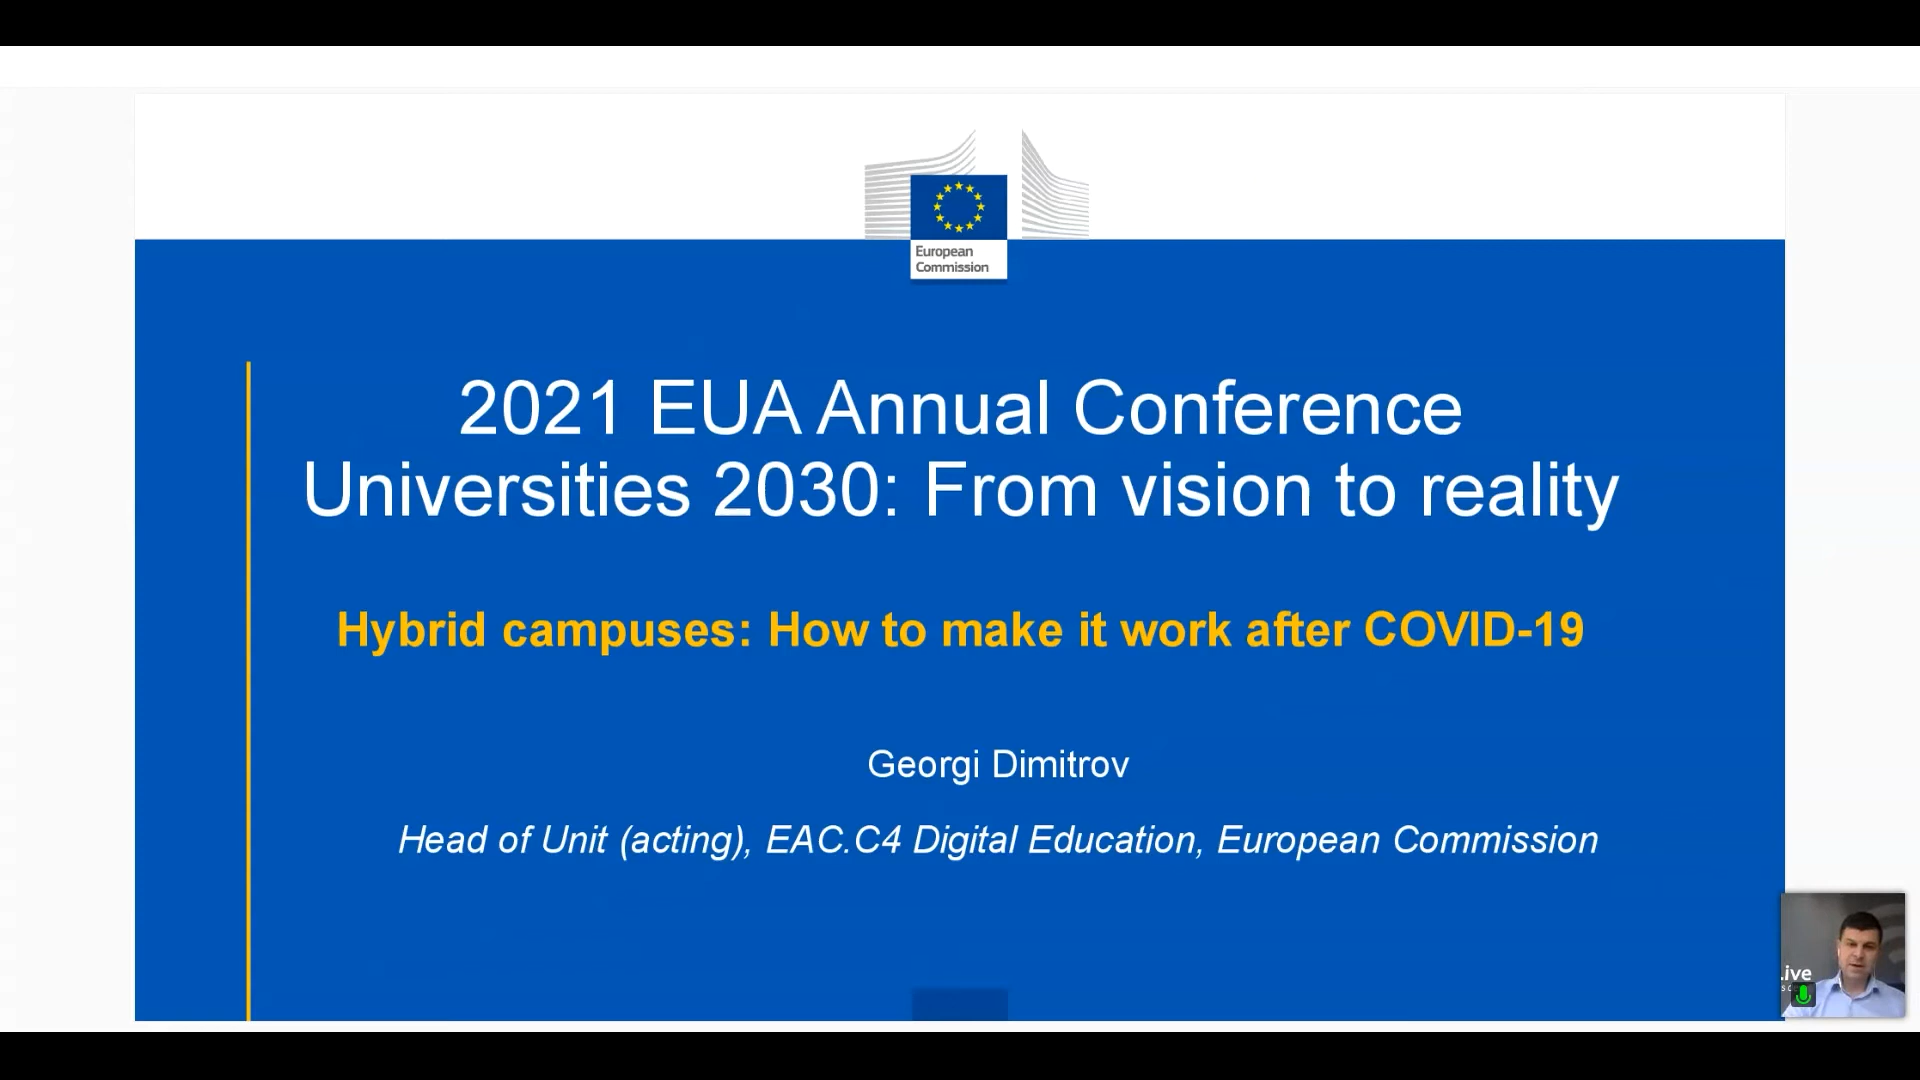 European
Commission
2021 EUA Annual Conference
Universities 2030: From vision to reality
Hybrid campuses: How to make it work after COVID-19
Georgi Dimitrov
Head of Unit (acting), EAC.C4 Digital Education, European Commission
.ive